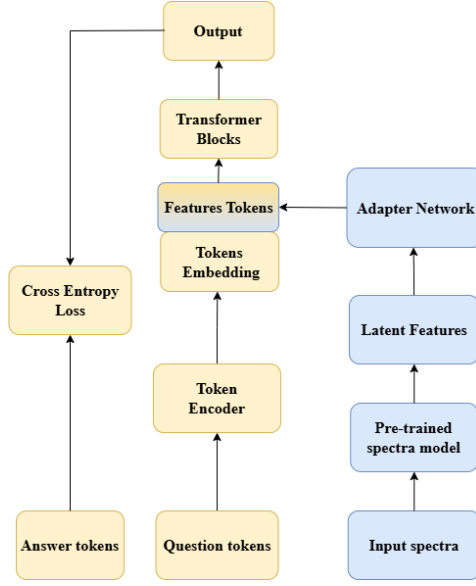 Output
Transformer
Blocks
Features Tokens
Adapter Network
Tokens
Embedding
Cross Entropy
Loss
Latent Features
Token
Encoder
Pre-trained
spectra model
Answer tokens
Question tokens
Input spectra